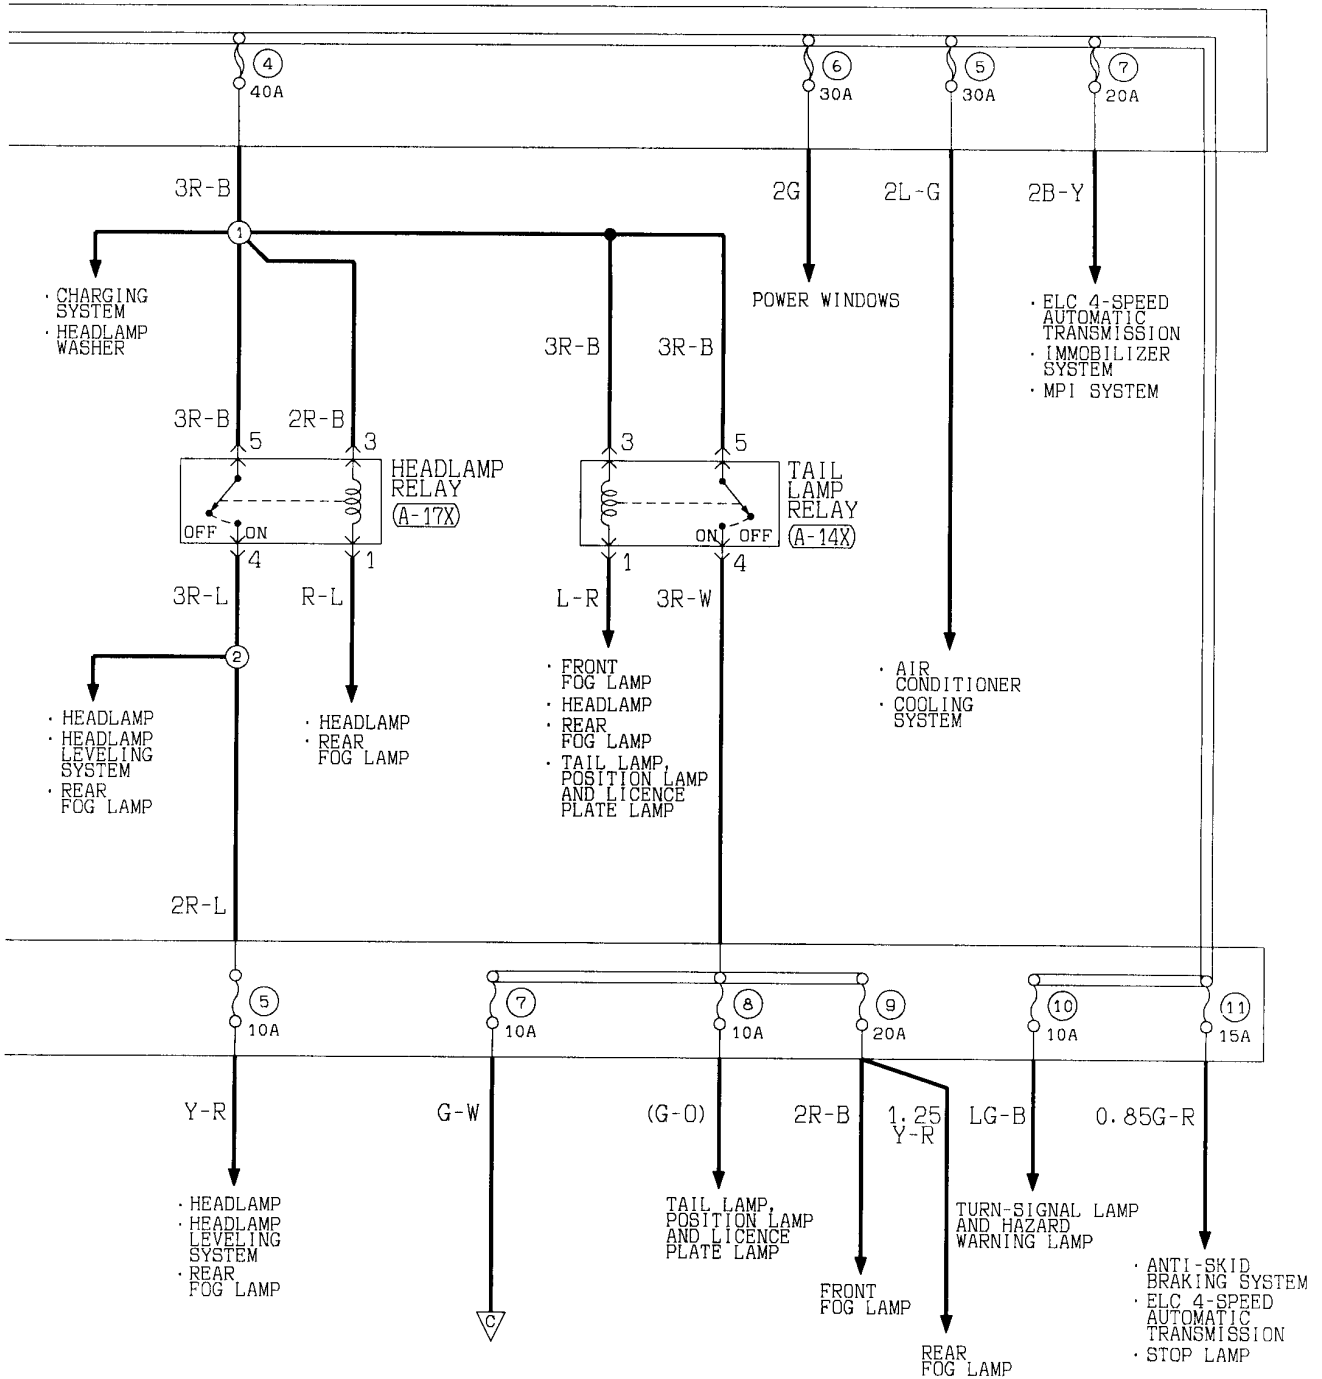 4
40A
6
30A
5
30A
7
20A
3R-B
2G
2L-G
2B-Y
1
· CHARGING
SYSTEM
· HEADLAMP
WASHER
POWER WINDOWS
· ELC 4-SPEED
AUTOMATIC
TRANSMISSION
· IMMOBILIZER
SYSTEM
· MPI SYSTEM
3R-B
3R-B
3R-B
2R-B
5
3
3
5
HEADLAMP
RELAY
(A-17X)
TAIL
LAMP
RELAY
(A-14X)
OFF
ON
ON
OFF
4
1
1
4
3R-L
R-L
L-R
3R-W
2
· HEADLAMP
· HEADLAMP
LEVELING
SYSTEM
· REAR
FOG LAMP
· HEADLAMP
· REAR
FOG LAMP
· FRONT
FOG LAMP
· HEADLAMP
· REAR
FOG LAMP
· TAIL LAMP,
POSITION LAMP
AND LICENCE
PLATE LAMP
· AIR
CONDITIONER
· COOLING
SYSTEM
2R-L
5
10A
7
10A
8
10A
9
20A
10
10A
11
15A
Y-R
G-W
(G-O)
2R-B
1.25
Y-R
LG-B
0.85G-R
· HEADLAMP
· HEADLAMP
LEVELING
SYSTEM
· REAR
FOG LAMP
C
TAIL LAMP,
POSITION LAMP
AND LICENCE
PLATE LAMP
FRONT
FOG LAMP
REAR
FOG LAMP
TURN-SIGNAL LAMP
AND HAZARD
WARNING LAMP
· ANTI-SKID
BRAKING SYSTEM
· ELC 4-SPEED
AUTOMATIC
TRANSMISSION
· STOP LAMP